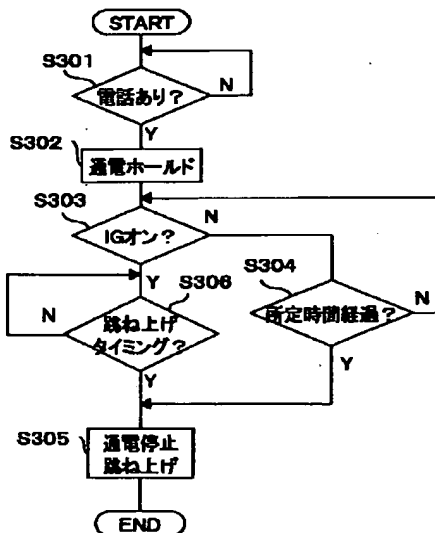 START
S301
電話あり?
N
Y
S302
通電ホールド
S303
IGオン?
N
Y
S304
所定時間経過?
N
Y
S306
跳ね上げ
タイミング?
N
Y
S305
通電停止
跳ね上げ
END